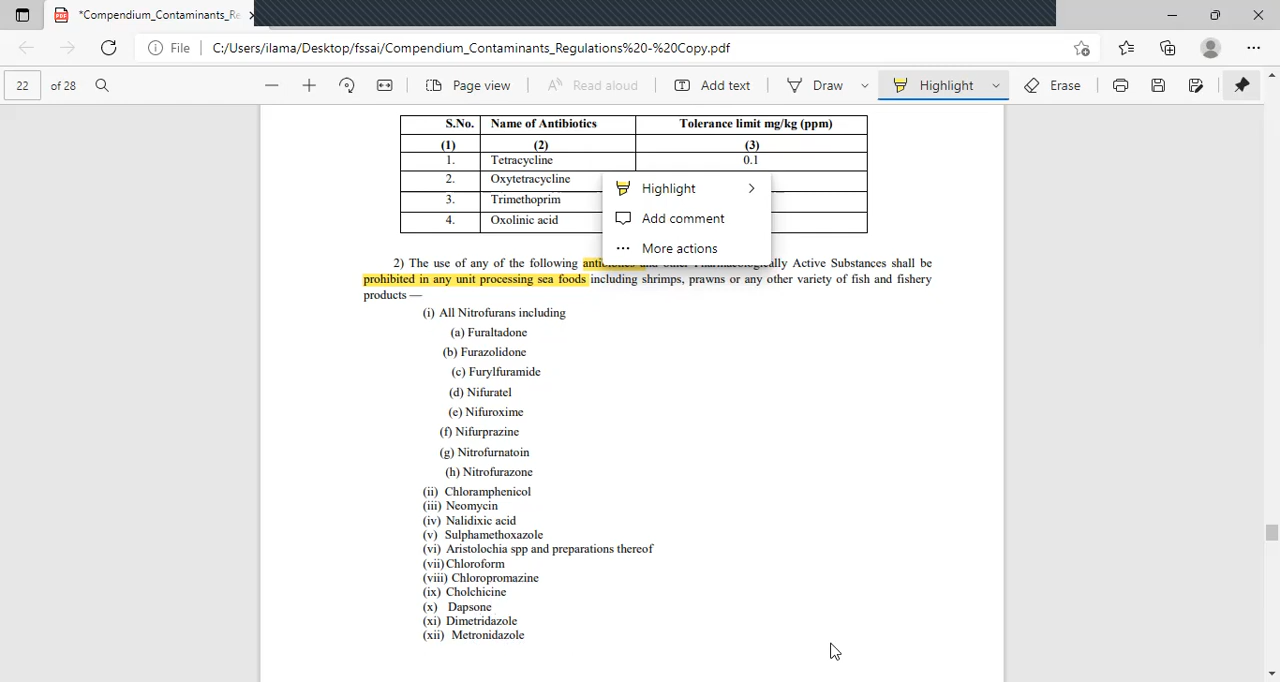 *Compendium_Contaminants_Re
File
C:/Users/ilama/Desktop/fssai/Compendium_Contaminants_Regulations%20-%20Copy.pdf
22 of 28
Page view
Read aloud
Add text
Draw
Highlight
Erase
S.No. Name of Antibiotics Tolerance limit mg/kg (ppm)
(1) (2) (3)
1. Tetracycline 0.1
2. Oxytetracycline
3. Trimethoprim
4. Oxolinic acid
Highlight
Add comment
More actions
2) The use of any of the following antibiotics and other Pharmacologically Active Substances shall be
prohibited in any unit processing sea foods including shrimps, prawns or any other variety of fish and fishery
products —
(i) All Nitrofurans including
(a) Furaltadone
(b) Furazolidone
(c) Furylfuramide
(d) Nifuratel
(e) Nifuroxime
(f) Nifurprazine
(g) Nitrofurnatoin
(h) Nitrofurazone
(ii) Chloramphenicol
(iii) Neomycin
(iv) Nalidixic acid
(v) Sulphamethoxazole
(vi) Aristolochia spp and preparations thereof
(vii) Chloroform
(viii) Chloropromazine
(ix) Cholchicine
(x) Dapsone
(xi) Dimetridazole
(xii) Metronidazole